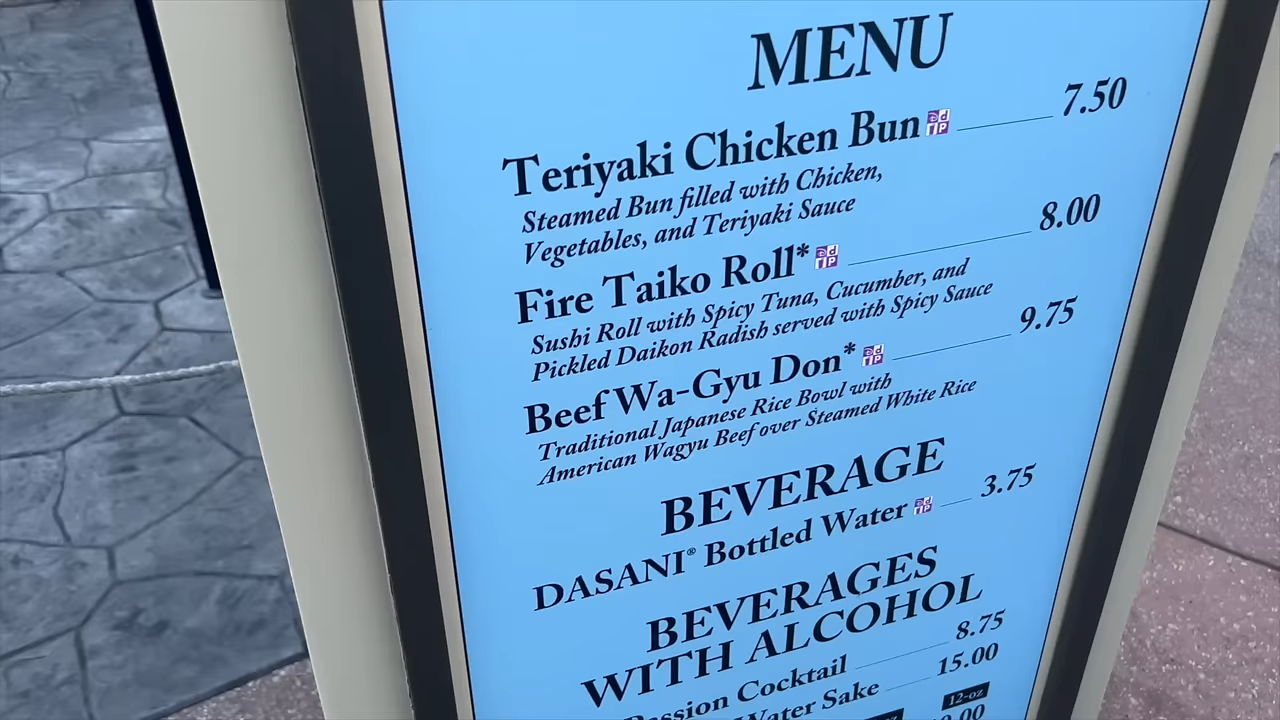 MENU
Teriyaki Chicken Bun 7.50
Steamed Bun filled with Chicken,
Vegetables, and Teriyaki Sauce
Fire Taiko Roll* 8.00
Sushi Roll with Spicy Tuna, Cucumber, and
Pickled Daikon Radish served with Spicy Sauce
Beef Wa-Gyu Don* 9.75
Traditional Japanese Rice Bowl with
American Wagyu Beef over Steamed White Rice
BEVERAGE
DASANI® Bottled Water 3.75
BEVERAGES
WITH ALCOHOL
Cocktail 8.75
Sake 15.00
12-oz